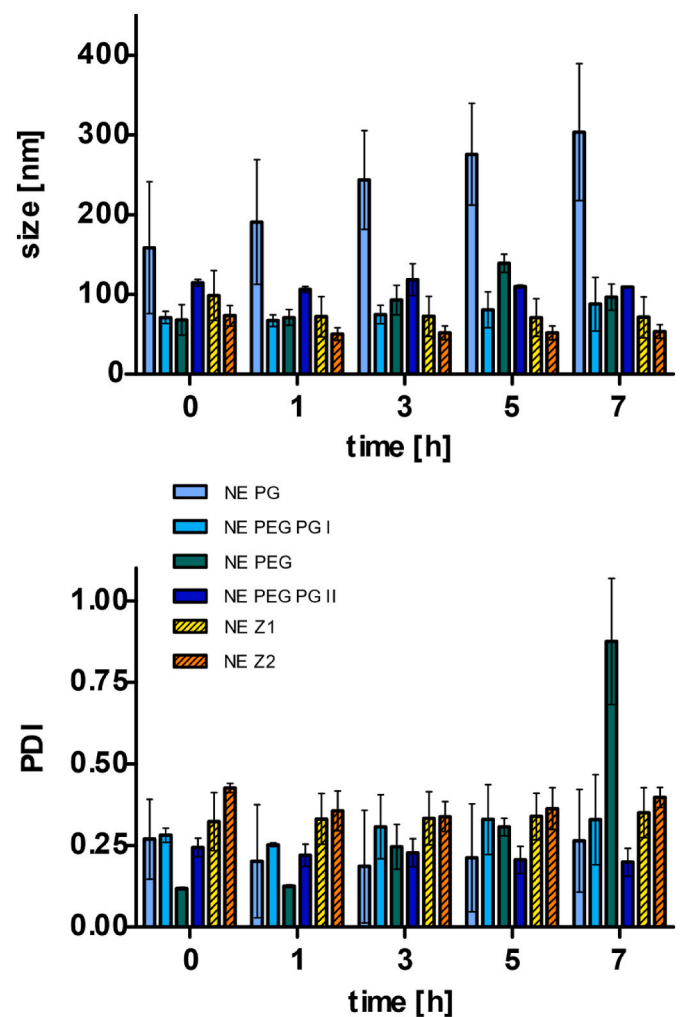 400
300
200
100
0
size [nm]
0 1 3 5 7
time [h]
NE PG
NE PEG PG I
NE PEG
NE PEG PG II
NE Z1
NE Z2
1.00
0.75
0.50
0.25
0.00
PDI
0 1 3 5 7
time [h]